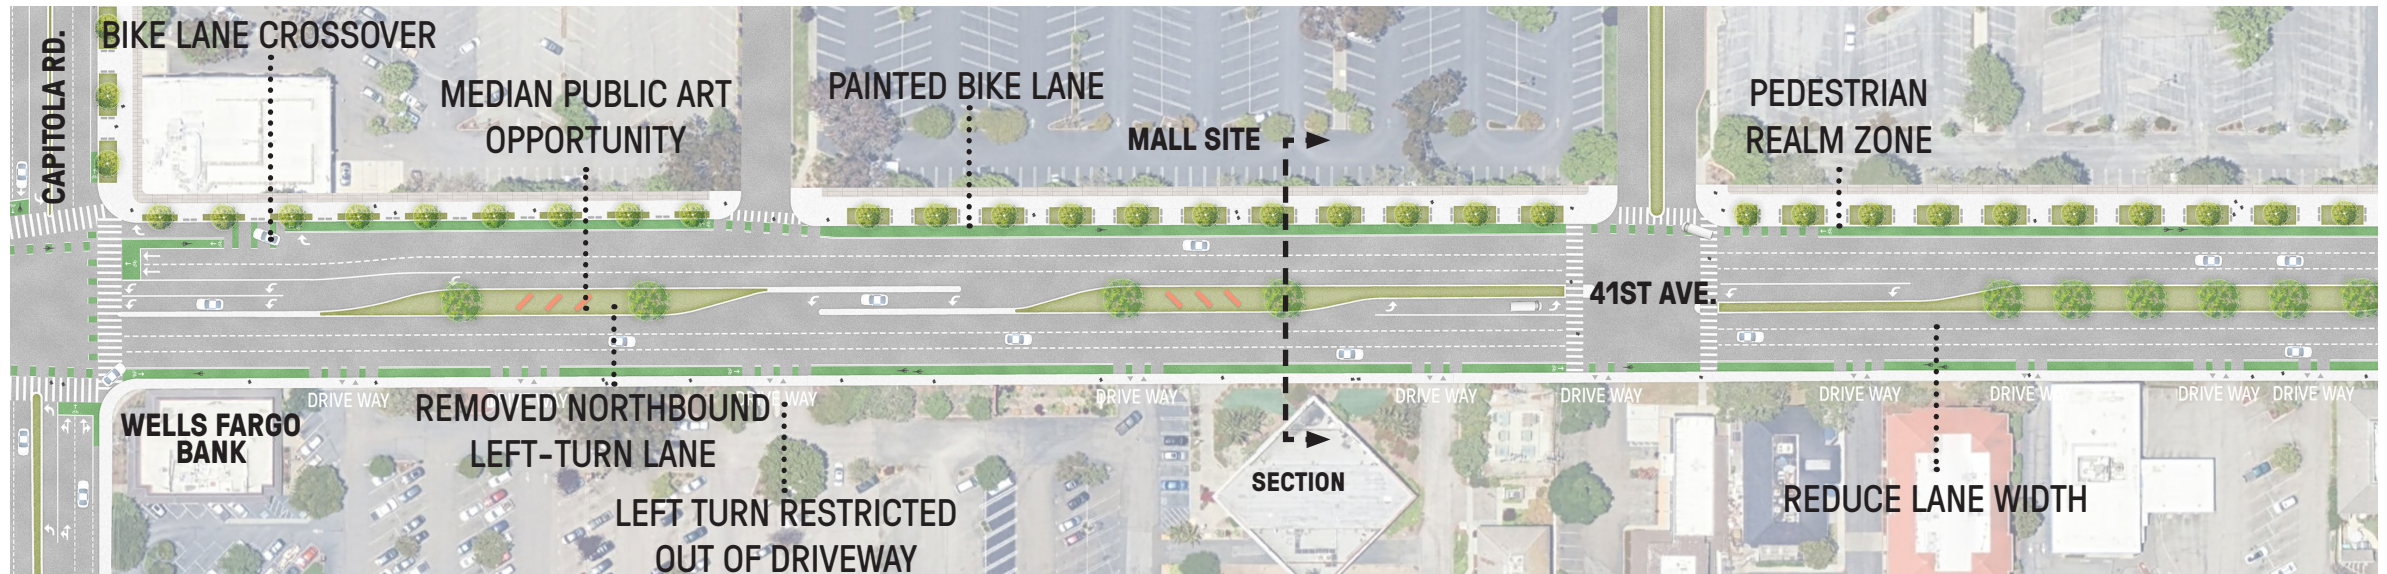 CAPITOLA RD.
BIKE LANE CROSSOVER
MEDIAN PUBLIC ART
OPPORTUNITY
PAINTED BIKE LANE
MALL SITE
PEDESTRIAN
REALM ZONE
41ST AVE.
DRIVE WAY
DRIVE WAY
DRIVE WAY
DRIVE WAY
DRIVE WAY
DRIVE WAY
DRIVE WAY
DRIVE WAY
WELLS FARGO
BANK
REMOVED NORTHBOUND
LEFT-TURN LANE
SECTION
LEFT TURN RESTRICTED
OUT OF DRIVEWAY
REDUCE LANE WIDTH